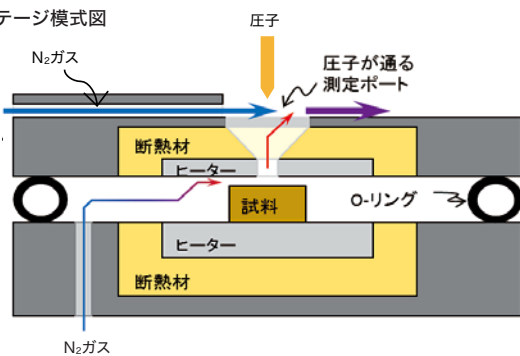 テージ模式図
圧子
N₂ガス
圧子が通る
測定ポート
断熱材
ヒーター
試料
O-リング
ヒーター
断熱材
N₂ガス